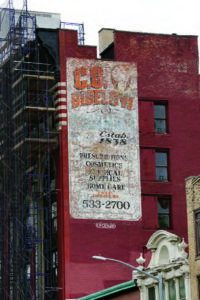 C.O.
BIGELOW
Estab.
1838
PRESCRIPTIONS
COSMETICS
SURGICAL
SUPPLIES
HOME CARE
533-2700